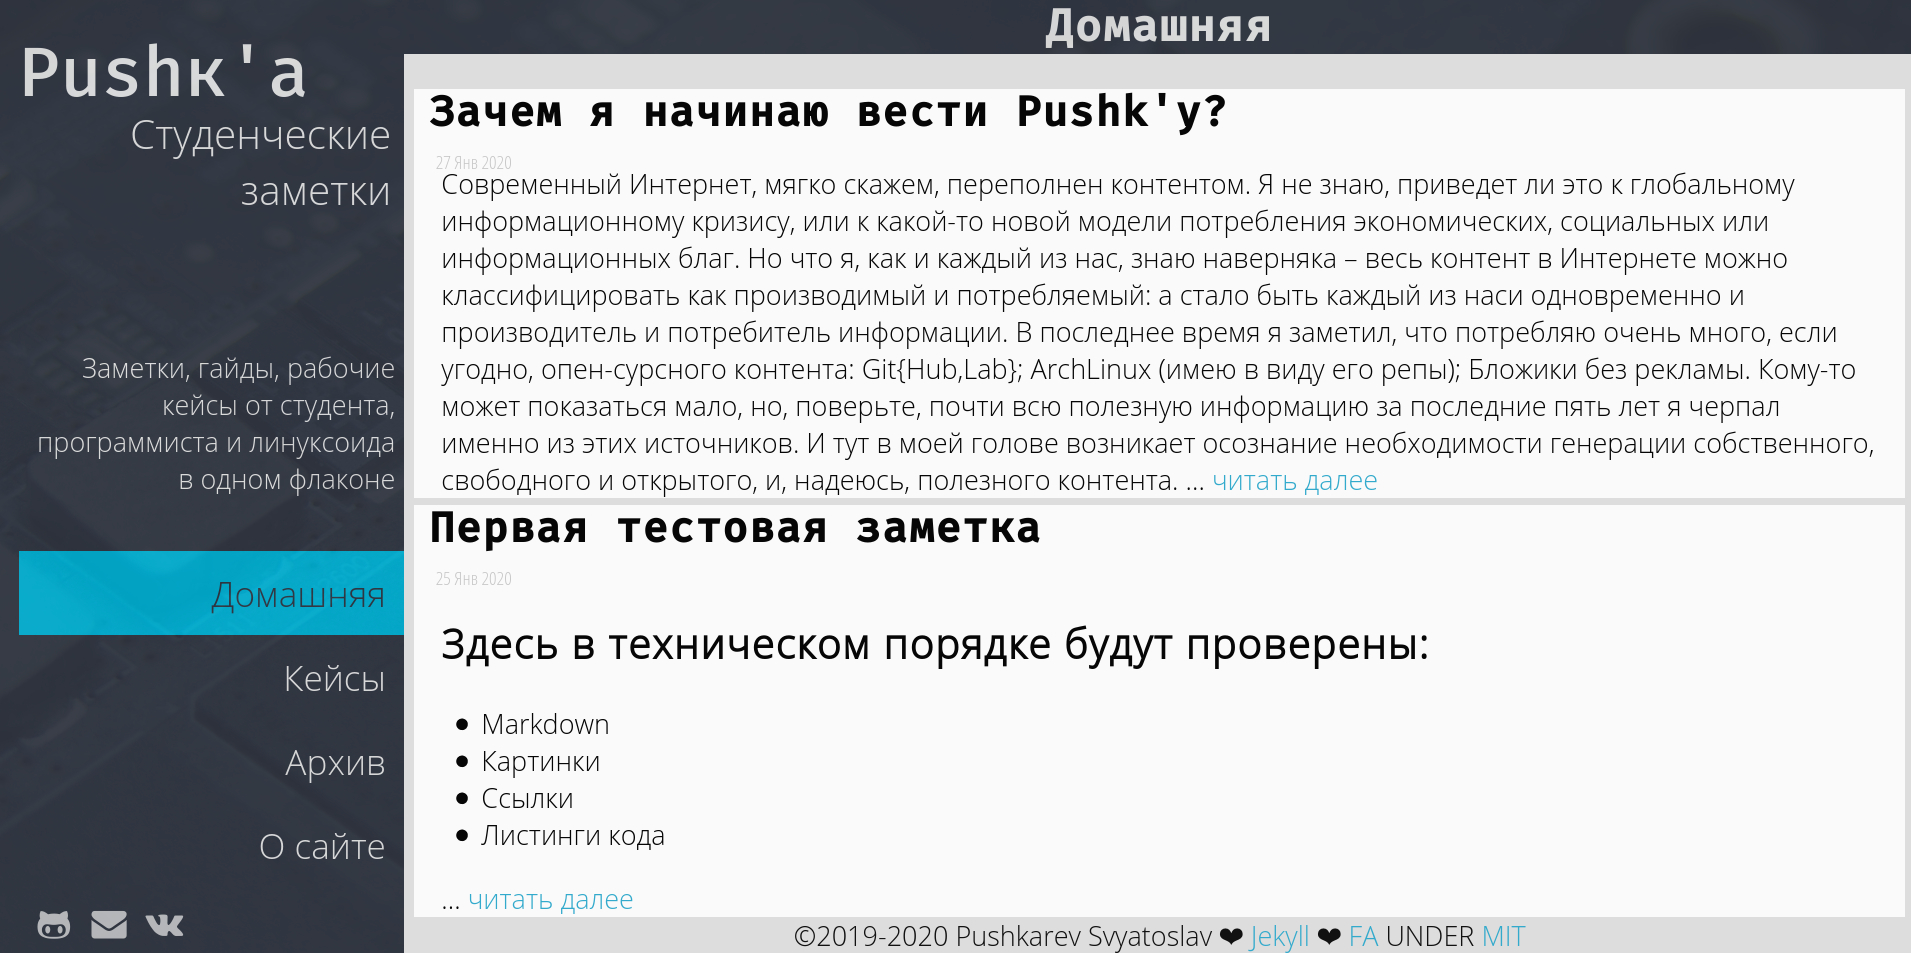 Pushк'а
Студенческие
заметки
Заметки, гайды, рабочие
кейсы от студента,
программиста и линуксоида
в одном флаконе
Домашняя
Кейсы
Архив
О сайте
Домашняя
Зачем я начинаю вести Pushk'у?
27 Янв 2020
Современный Интернет, мягко скажем, переполнен контентом. Я не знаю, приведет ли это к глобальному
информационному кризису, или к какой-то новой модели потребления экономических, социальных или
информационных благ. Но что я, как и каждый из нас, знаю наверняка – весь контент в Интернете можно
классифицировать как производимый и потребляемый: а стало быть каждый из наси одновременно и
производитель и потребитель информации. В последнее время я заметил, что потребляю очень много, если
угодно, опен-сурсного контента: Git{Hub,Lab}; ArchLinux (имею в виду его репы); Бложики без рекламы. Кому-то
может показаться мало, но, поверьте, почти всю полезную информацию за последние пять лет я черпал
именно из этих источников. И тут в моей голове возникает осознание необходимости генерации собственного,
свободного и открытого, и, надеюсь, полезного контента. ... читать далее
Первая тестовая заметка
25 Янв 2020
Здесь в техническом порядке будут проверены:
• Markdown
• Картинки
• Ссылки
• Листинги кода
... читать далее
©2019-2020 Pushkarev Svyatoslav ❤ Jekyll ❤ FA UNDER MIT